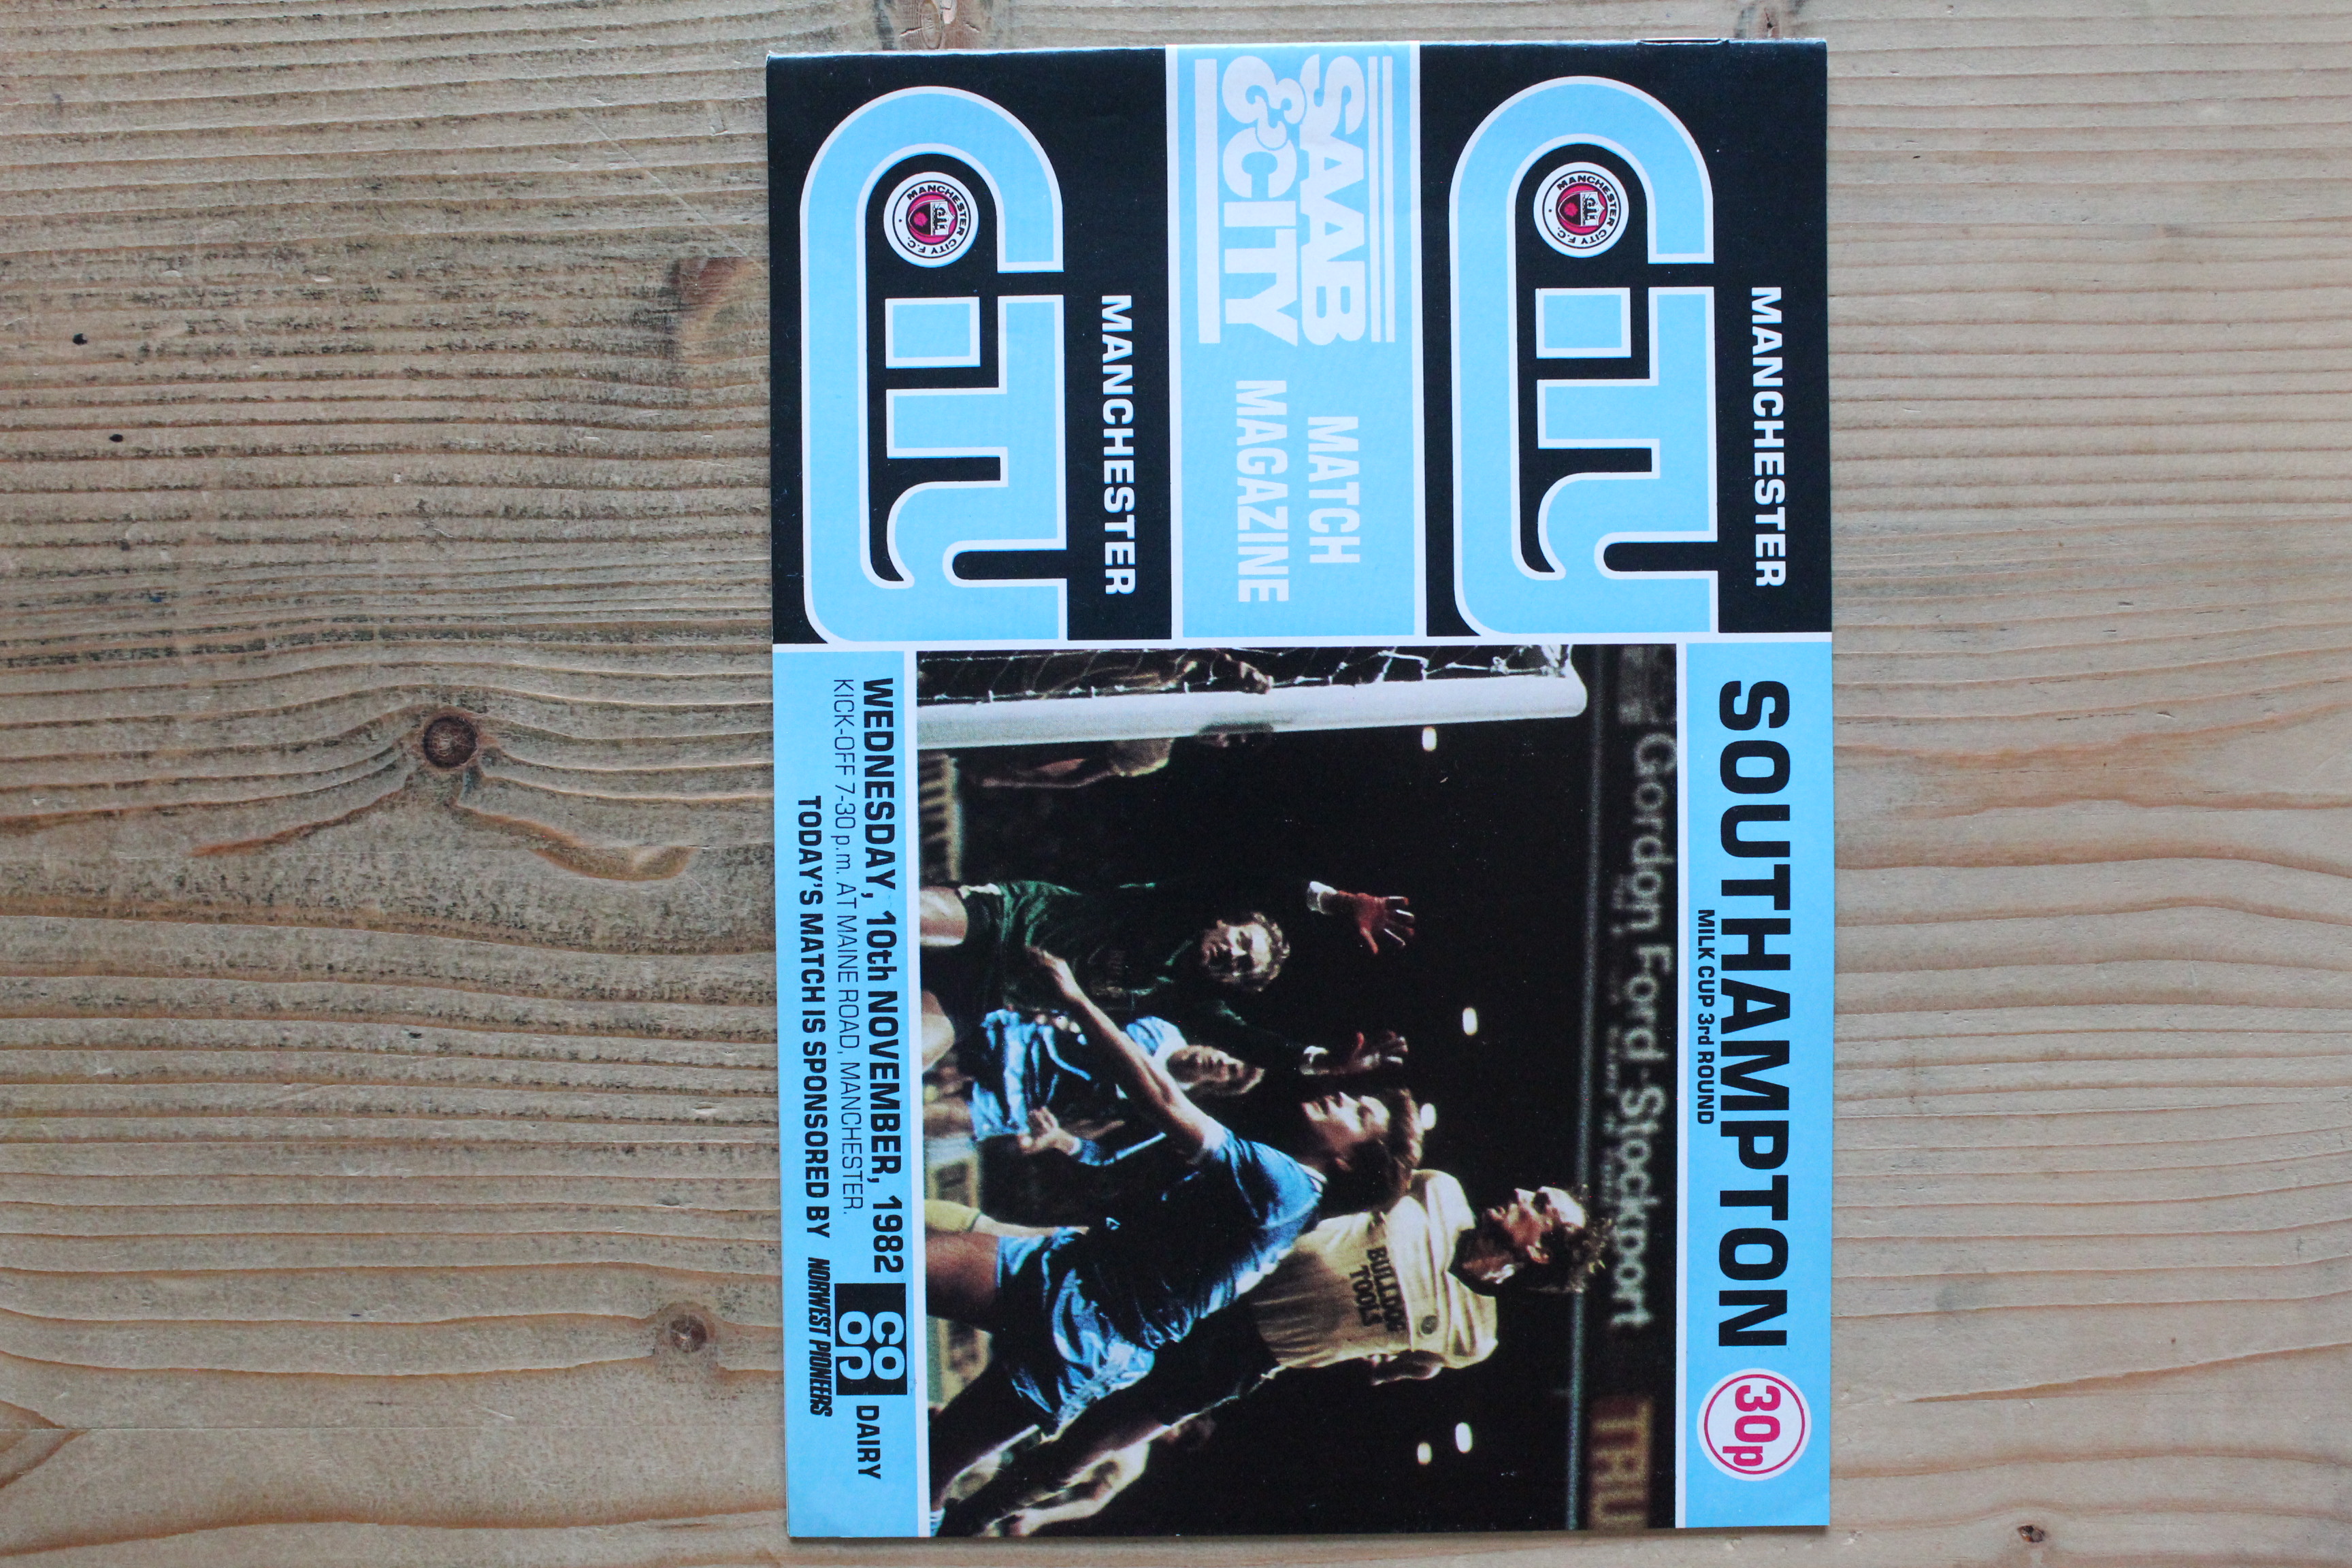 MANCHESTER
CITY
MANCHESTER CITY F.C.
SAAB
&CITY
MATCH
MAGAZINE
MANCHESTER
CITY
MANCHESTER CITY F.C.
SOUTHAMPTON
30p
MILK CUP 3rd ROUND
Gordon Ford Stockport
TRU
BULLDOG
TOOLS
WEDNESDAY, 10th NOVEMBER, 1982
KICK-OFF 7-30 p.m. AT MAINE ROAD, MANCHESTER.
CO
OP
DAIRY
TODAY'S MATCH IS SPONSORED BY NORWEST PIONEERS